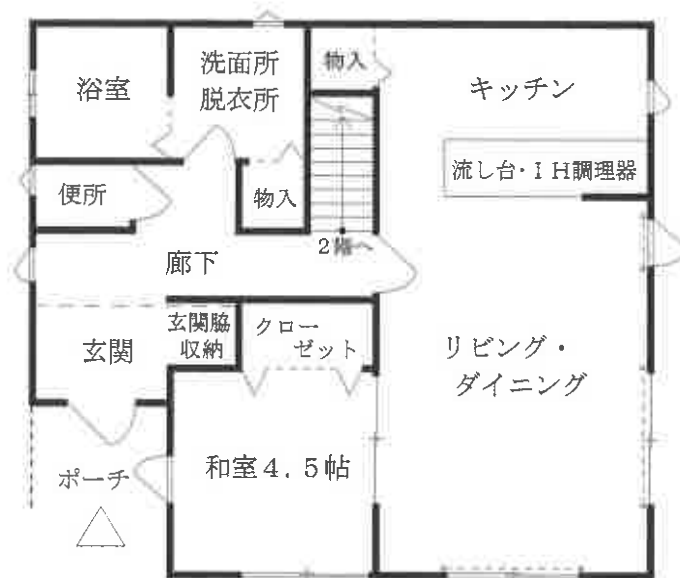 浴室
洗面所
脱衣所
物入
キッチン
流し台・IH調理器
便所
物入
2階へ
廊下
玄関
玄関脇
収納
クロー
ゼット
リビング・
ダイニング
和室4.5帖
ポーチ